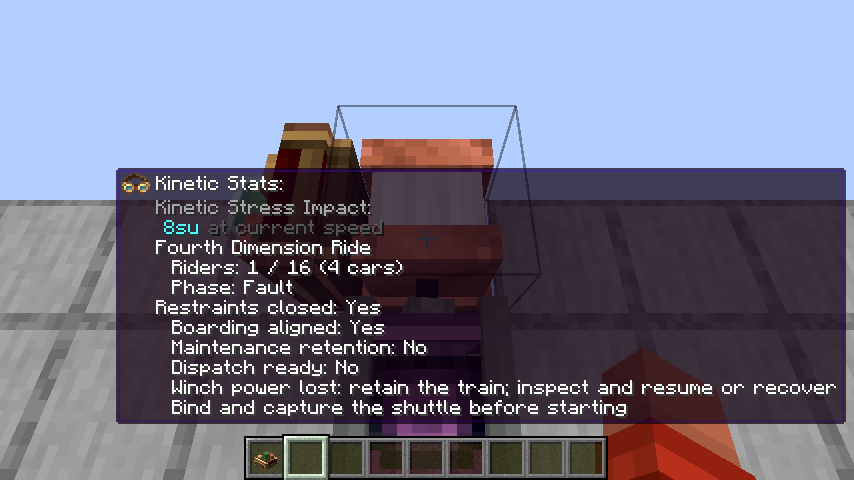 Kinetic Stats:
Kinetic Stress Impact:
8su at current speed
Fourth Dimension Ride
Riders: 1 / 16 (4 cars)
Phase: Fault
Restraints closed: Yes
Boarding aligned: Yes
Maintenance retention: No
Dispatch ready: No
Winch power lost: retain the train; inspect and resume or recover
Bind and capture the shuttle before starting